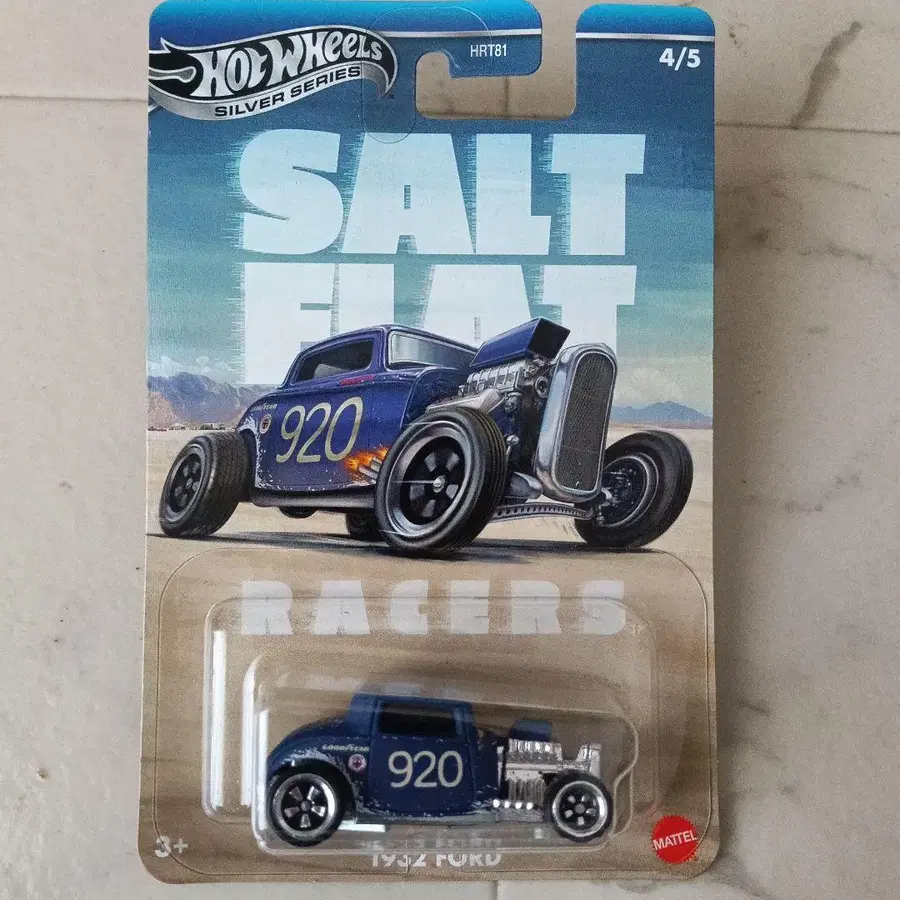 HRT81
4/5
HOT WHEELS
SILVER SERIES
SALT
FLAT
GOODYEAR
920
RACERS
GOODYEAR
920
3+
1932 FORD
MATTEL